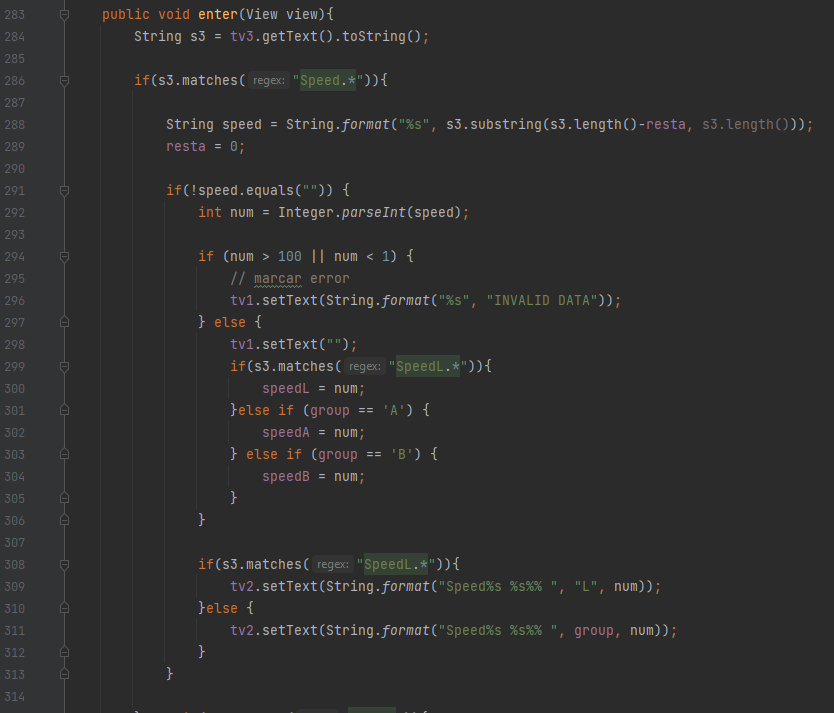 283 public void enter(View view){
284 String s3 = tv3.getText().toString();
285
286 if(s3.matches( regex: "Speed.*")){
287
288 String speed = String.format("%s", s3.substring(s3.length()-resta, s3.length()));
289 resta = 0;
290
291 if(!speed.equals("")) {
292 int num = Integer.parseInt(speed);
293
294 if (num > 100 || num < 1) {
295 // marcar error
296 tv1.setText(String.format("%s", "INVALID DATA"));
297 } else {
298 tv1.setText("");
299 if(s3.matches( regex: "SpeedL.*")){
300 speedL = num;
301 }else if (group == 'A') {
302 speedA = num;
303 } else if (group == 'B') {
304 speedB = num;
305 }
306 }
307
308 if(s3.matches( regex: "SpeedL.*")){
309 tv2.setText(String.format("Speed%s %s%% ", "L", num));
310 }else {
311 tv2.setText(String.format("Speed%s %s%% ", group, num));
312 }
313 }
314